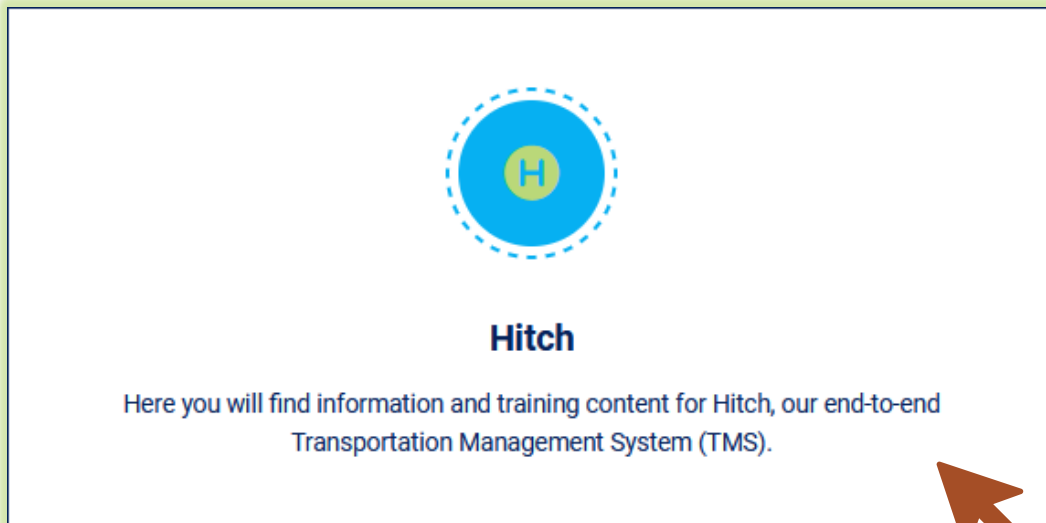 H
Hitch
Here you will find information and training content for Hitch, our end-to-end
Transportation Management System (TMS).